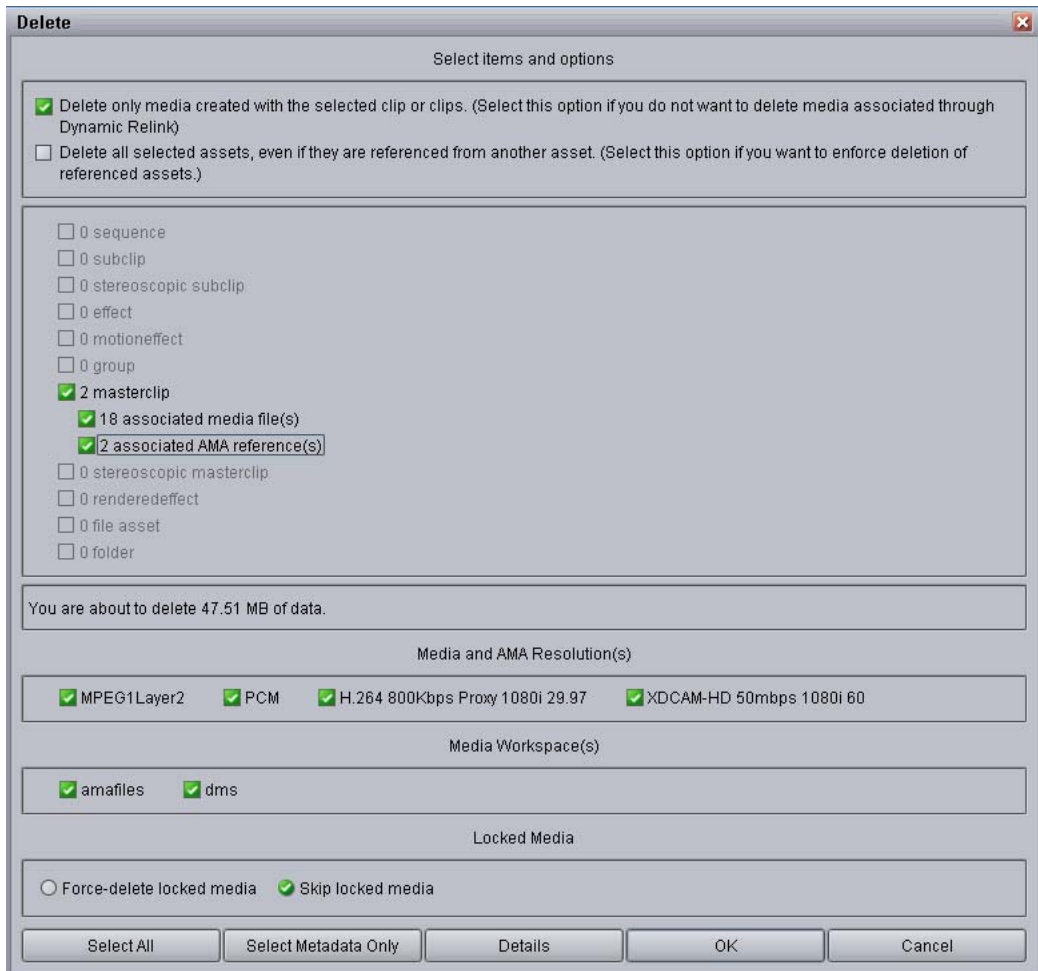 Delete
Select items and options
Delete only media created with the selected clip or clips. (Select this option if you do not want to delete media associated through
Dynamic Relink)
Delete all selected assets, even if they are referenced from another asset. (Select this option if you want to enforce deletion of
referenced assets.)
0 sequence
0 subclip
0 stereoscopic subclip
0 effect
0 motioneffect
0 group
2 masterclip
18 associated media file(s)
2 associated AMA reference(s)
0 stereoscopic masterclip
0 renderedeffect
0 file asset
0 folder
You are about to delete 47.51 MB of data.
Media and AMA Resolution(s)
MPEG1Layer2 PCM H.264 800Kbps Proxy 1080i 29.97 XDCAM-HD 50mbps 1080i 60
Media Workspace(s)
amafiles dms
Locked Media
Force-delete locked media Skip locked media
Select All Select Metadata Only Details OK Cancel